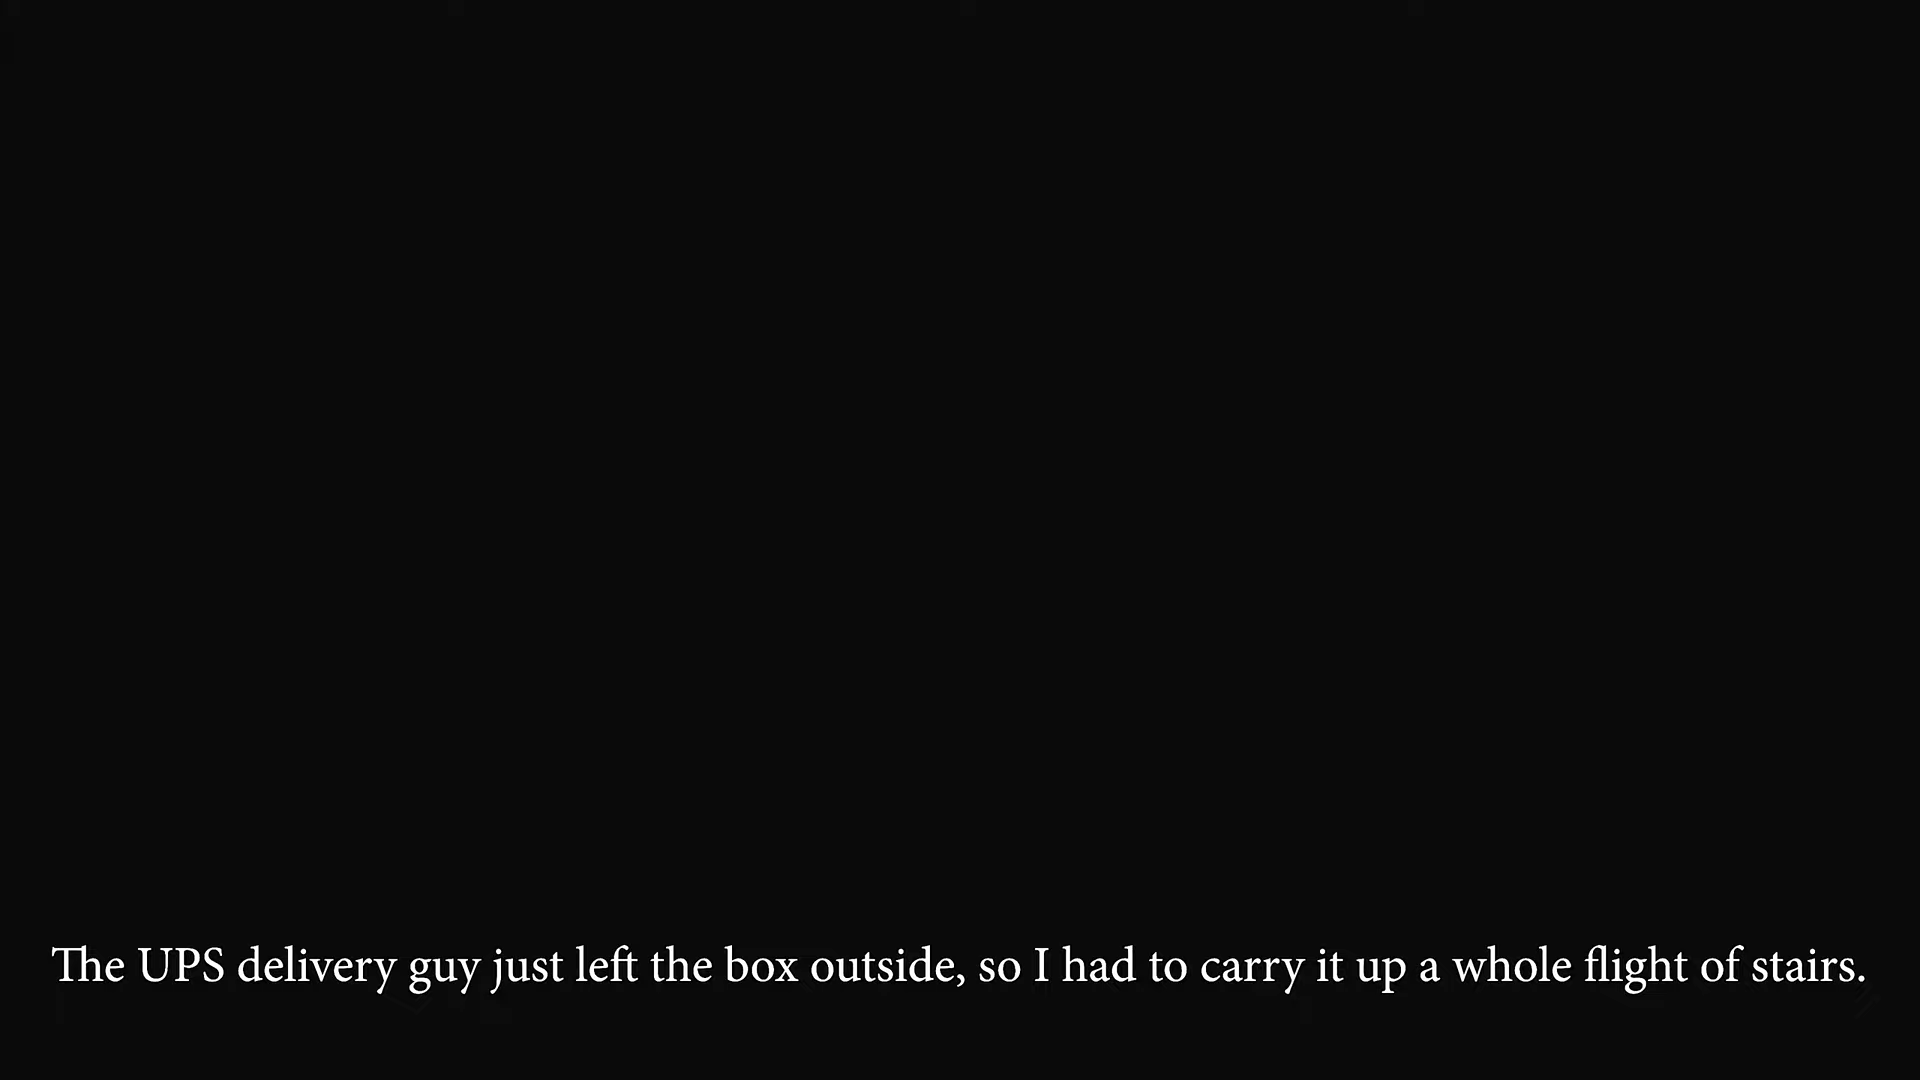 The UPS delivery guy just left the box outside, so I had to carry it up a whole flight of stairs.